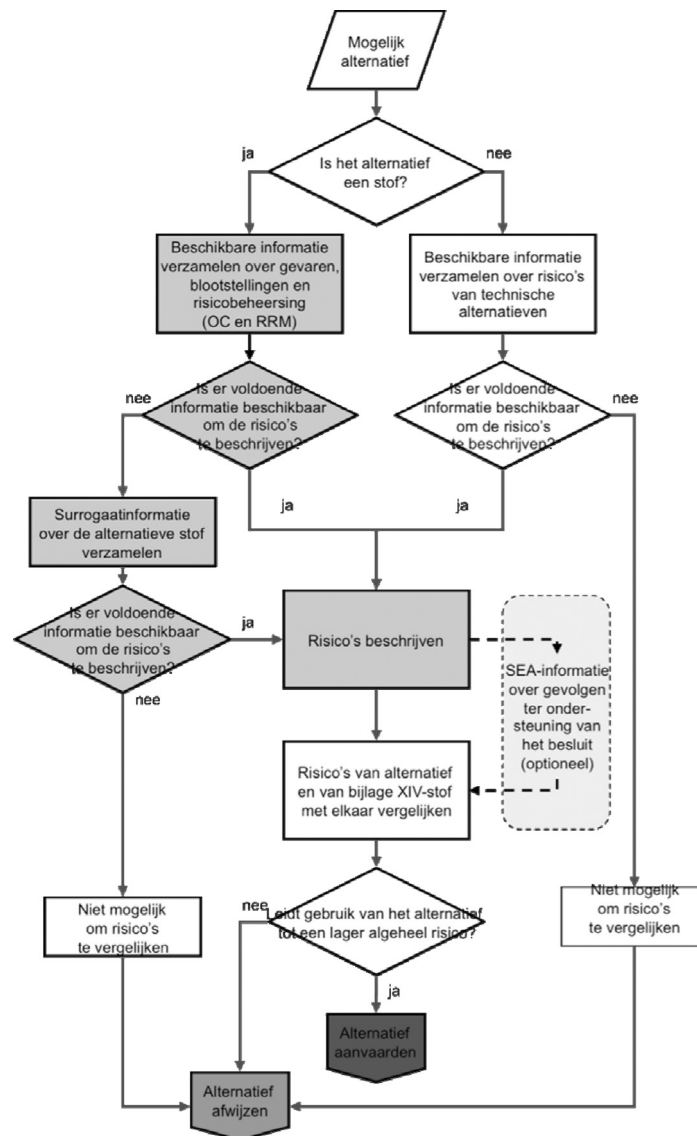 Mogelijk
alternatief
ja
nee
Is het alternatief
een stof?
Beschikbare informatie
verzamelen over gevaren,
blootstellingen en
risicobeheersing
(OC en RRM)
Beschikbare informatie
verzamelen over risico's
van technische
alternatieven
nee
Is er voldoende
informatie beschikbaar
om de risico's
te beschrijven?
Is er voldoende
informatie beschikbaar
om de risico's
te beschrijven?
nee
ja
ja
Surrogaatinformatie
over de alternatieve stof
verzamelen
Is er voldoende
informatie beschikbaar
om de risico's
te beschrijven?
ja
nee
Risico's beschrijven
SEA-informatie
over gevolgen
ter onder-
steuning van
het besluit
(optioneel)
Risico's van alternatief
en van bijlage XIV-stof
met elkaar vergelijken
Niet mogelijk
om risico's
te vergelijken
nee
Leidt gebruik van het alternatief
tot een lager algeheel risico?
Niet mogelijk
om risico's
te vergelijken
ja
Alternatief
aanvaarden
Alternatief
afwijzen